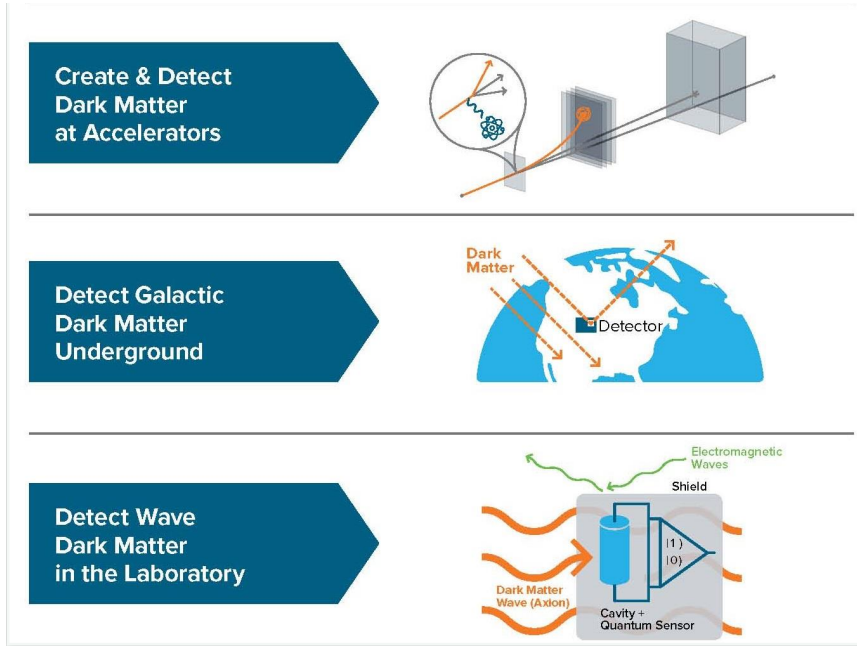 Create & Detect
Dark Matter
at Accelerators
Detect Galactic
Dark Matter
Underground
Dark
Matter
Detector
Detect Wave
Dark Matter
in the Laboratory
Electromagnetic
Waves
Shield
|1⟩
|0⟩
Dark Matter
Wave (Axion)
Cavity +
Quantum Sensor